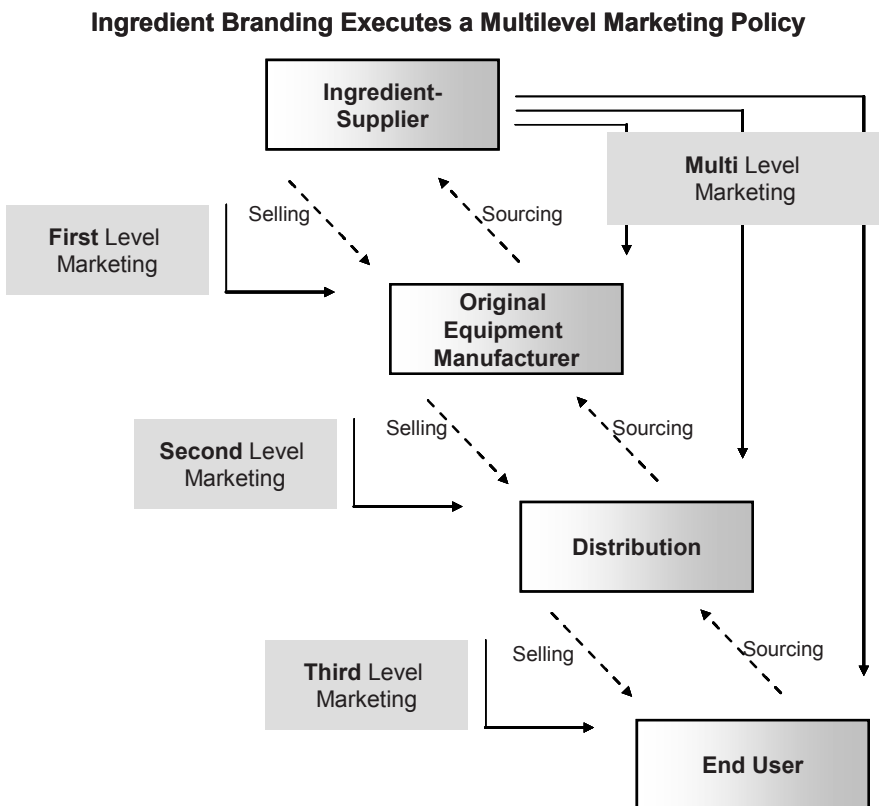 Ingredient Branding Executes a Multilevel Marketing Policy
Ingredient-
Supplier
Multi Level
Marketing
Selling
Sourcing
First Level
Marketing
Original
Equipment
Manufacturer
Selling
Sourcing
Second Level
Marketing
Distribution
Selling
Sourcing
Third Level
Marketing
End User